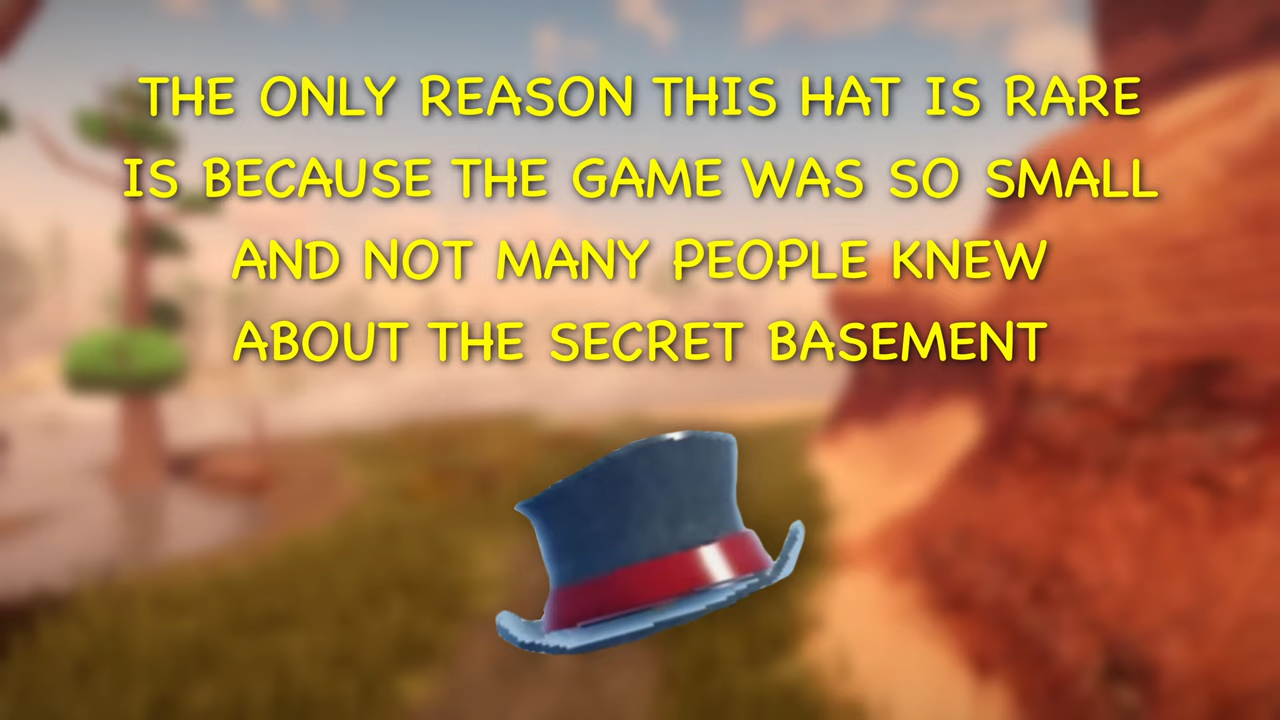 THE ONLY REASON THIS HAT IS RARE
IS BECAUSE THE GAME WAS SO SMALL
AND NOT MANY PEOPLE KNEW
ABOUT THE SECRET BASEMENT